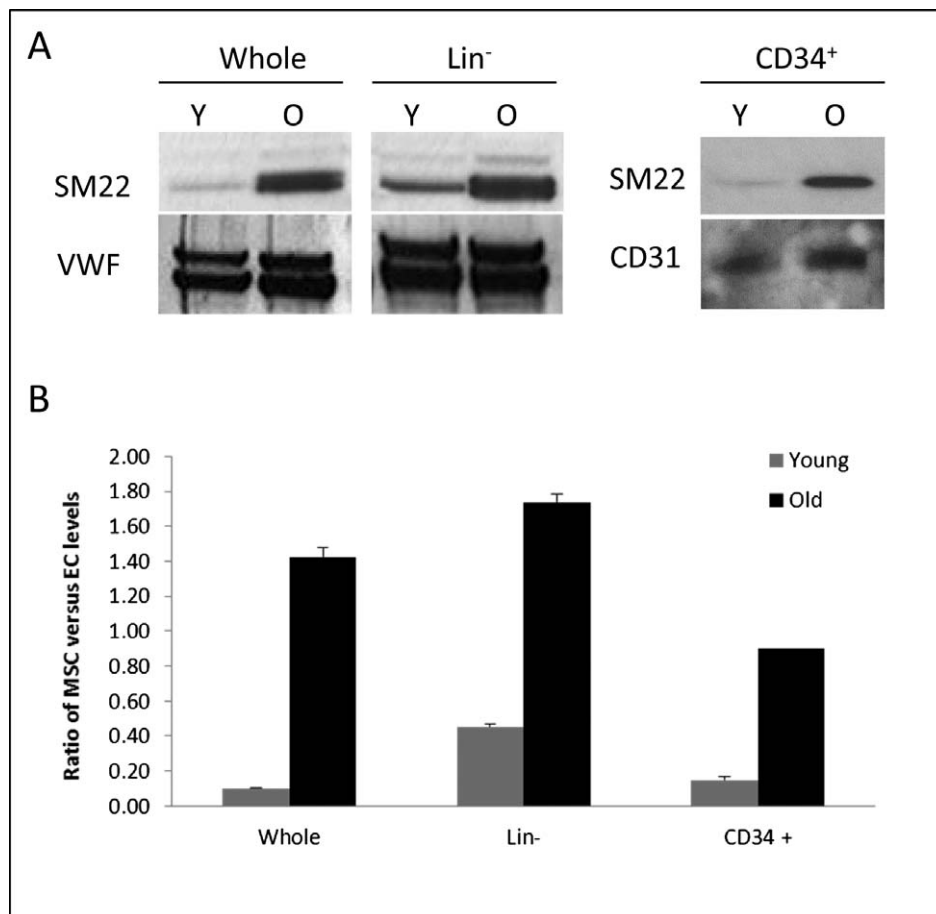 A
Whole
Lin⁻
CD34⁺
Y O
Y O
Y O
SM22
SM22
VWF
CD31
B
Ratio of MSC versus EC levels
2.00
1.80
1.60
1.40
1.20
1.00
0.80
0.60
0.40
0.20
0.00
Young
Old
Whole
Lin-
CD34 +